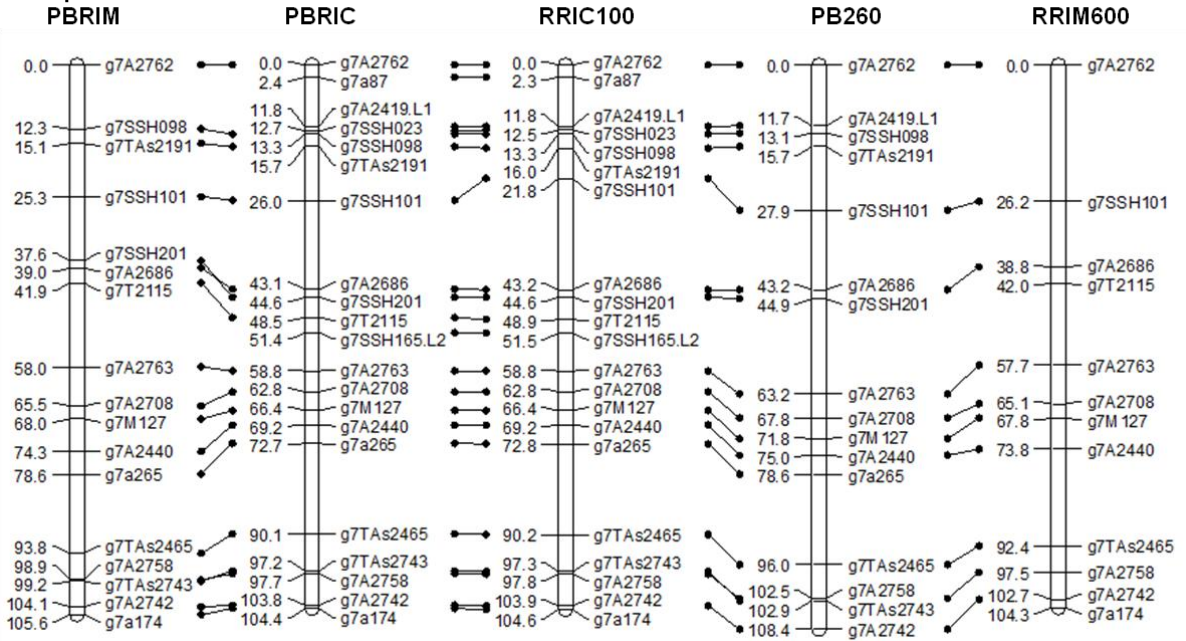 PBRIM PBRIC RRIC100 PB260 RRIM600
0.0 g7A2762
12.3 g7SSH098
15.1 g7TAs2191
25.3 g7SSH101
37.6 g7SSH201
39.0 g7A2686
41.9 g7T2115
58.0 g7A2763
65.5 g7A2708
68.0 g7M127
74.3 g7A2440
78.6 g7a265
93.8 g7TAs2465
98.9 g7A2758
99.2 g7TAs2743
104.1 g7A2742
105.6 g7a174
0.0 g7A2762
2.4 g7a87
11.8 g7A2419.L1
12.7 g7SSH023
13.3 g7SSH098
15.7 g7TAs2191
26.0 g7SSH101
43.1 g7A2686
44.6 g7SSH201
48.5 g7T2115
51.4 g7SSH165.L2
58.8 g7A2763
62.8 g7A2708
66.4 g7M127
69.2 g7A2440
72.7 g7a265
90.1 g7TAs2465
97.2 g7TAs2743
97.7 g7A2758
103.8 g7A2742
104.4 g7a174
0.0 g7A2762
2.3 g7a87
11.8 g7A2419.L1
12.5 g7SSH023
13.3 g7SSH098
16.0 g7TAs2191
21.8 g7SSH101
43.2 g7A2686
44.6 g7SSH201
48.9 g7T2115
51.5 g7SSH165.L2
58.8 g7A2763
62.8 g7A2708
66.4 g7M127
69.2 g7A2440
72.8 g7a265
90.2 g7TAs2465
97.3 g7TAs2743
97.8 g7A2758
103.9 g7A2742
104.6 g7a174
0.0 g7A2762
11.7 g7A2419.L1
13.1 g7SSH098
15.7 g7TAs2191
27.9 g7SSH101
43.2 g7A2686
44.9 g7SSH201
63.2 g7A2763
67.8 g7A2708
71.8 g7M127
75.0 g7A2440
78.6 g7a265
96.0 g7TAs2465
102.5 g7A2758
102.9 g7TAs2743
108.4 g7A2742
0.0 g7A2762
26.2 g7SSH101
38.8 g7A2686
42.0 g7T2115
57.7 g7A2763
65.1 g7A2708
67.8 g7M127
73.8 g7A2440
92.4 g7TAs2465
97.5 g7A2758
102.7 g7A2742
104.3 g7a174